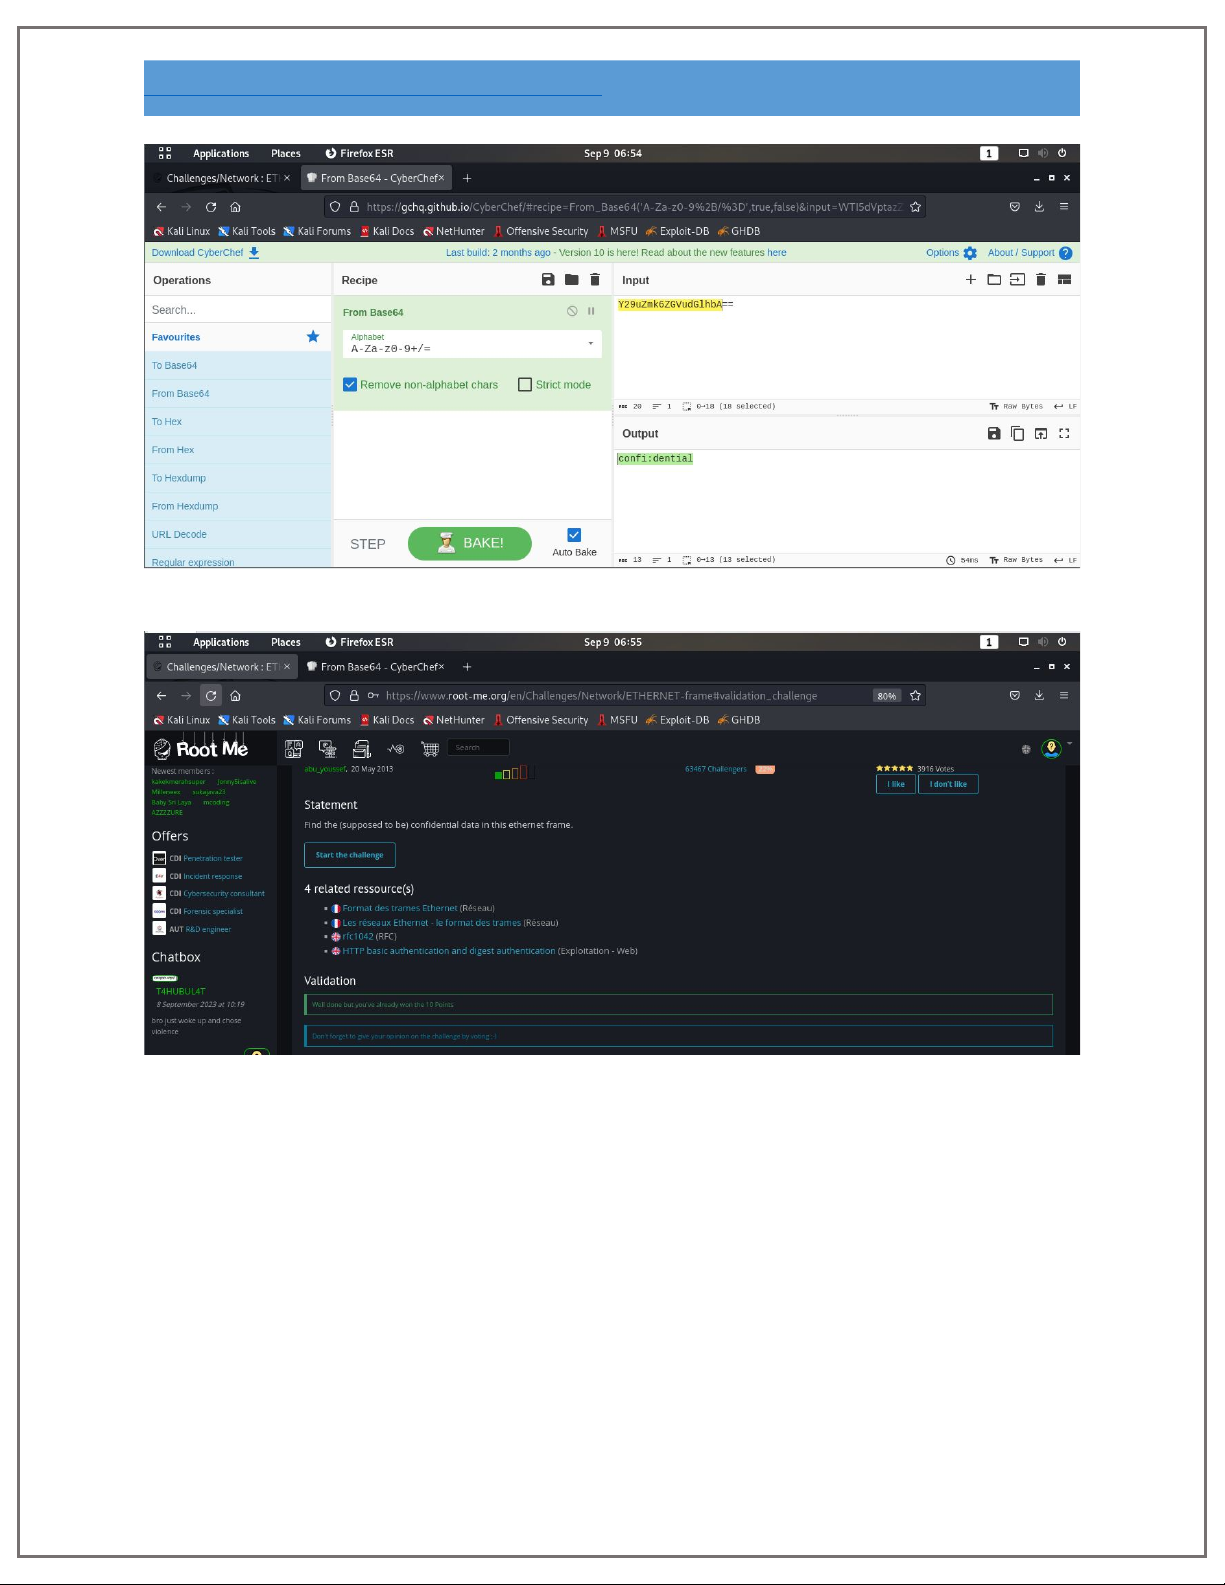 Applications Places Firefox ESR Sep 9 06:54 1
Challenges/Network : ET × From Base64 - CyberChef × +
https://gchq.github.io/CyberChef/#recipe=From_Base64('A-Za-z0-9%2B/%3D',true,false)&input=WTI5dVptazZ
Kali Linux Kali Tools Kali Forums Kali Docs NetHunter Offensive Security MSFU Exploit-DB GHDB
Download CyberChef Last build: 2 months ago - Version 10 is here! Read about the new features here Options About / Support
Operations Recipe Input
Search... From Base64 Y29uZmk6ZGVudGlhbA==
Favourites Alphabet
A-Za-z0-9+/=
To Base64
Remove non-alphabet chars Strict mode
From Base64
To Hex
From Hex
To Hexdump
From Hexdump
URL Decode
Regular expression
STEP BAKE! Auto Bake
REC 20 1 0→18 (18 selected) Raw Bytes LF
Output
confi:dential
REC 13 1 0→13 (13 selected) 54ms Raw Bytes LF
Applications Places Firefox ESR Sep 9 06:55 1
Challenges/Network : ET × From Base64 - CyberChef × +
https://www.root-me.org/en/Challenges/Network/ETHERNET-frame#validation_challenge 80%
Kali Linux Kali Tools Kali Forums Kali Docs NetHunter Offensive Security MSFU Exploit-DB GHDB
Root Me Search
Newest members :
Baby Sri Laya mcoding
AZZZZURE
Offers
CDI Penetration tester
CDI Incident response
CDI Cybersecurity consultant
CDI Forensic specialist
AUT R&D engineer
Chatbox
T4HUBUL4T
8 September 2023 at 10:19
bro just woke up and chose
violence
abu_youssef, 20 May 2013 63467 Challengers 3916 Votes
I like I don't like
Statement
Find the (supposed to be) confidential data in this ethernet frame.
Start the challenge
4 related ressource(s)
Format des trames Ethernet (Réseau)
Les réseaux Ethernet - le format des trames (Réseau)
rfc1042 (RFC)
HTTP basic authentication and digest authentication (Exploitation - Web)
Validation
Well done but you've already won the 10 Points
Don't forget to give your opinion on the challenge by voting ;-)